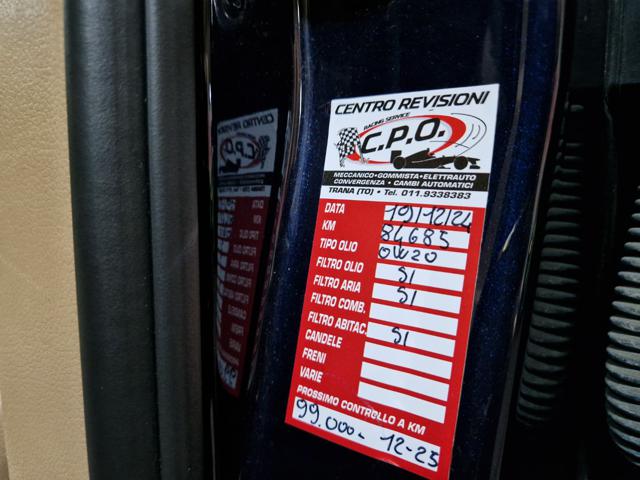 CENTRO REVISIONI
RACING SERVICE
C.P.O.
MECCANICO•GOMMISTA•ELETTRAUTO
CONVERGENZA • CAMBI AUTOMATICI
TRANA (TO) • Tel. 011.9338383
DATA 19/12/24
KM 84685
TIPO OLIO 0W20
FILTRO OLIO SI
FILTRO ARIA SI
FILTRO COMB.
FILTRO ABITAC. SI
CANDELE
FRENI
VARIE
PROSSIMO CONTROLLO A KM
99.000- 12-25